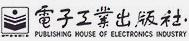 電子工業出版社·
PUBLISHING HOUSE OF ELECTRONICS INDUSTRY